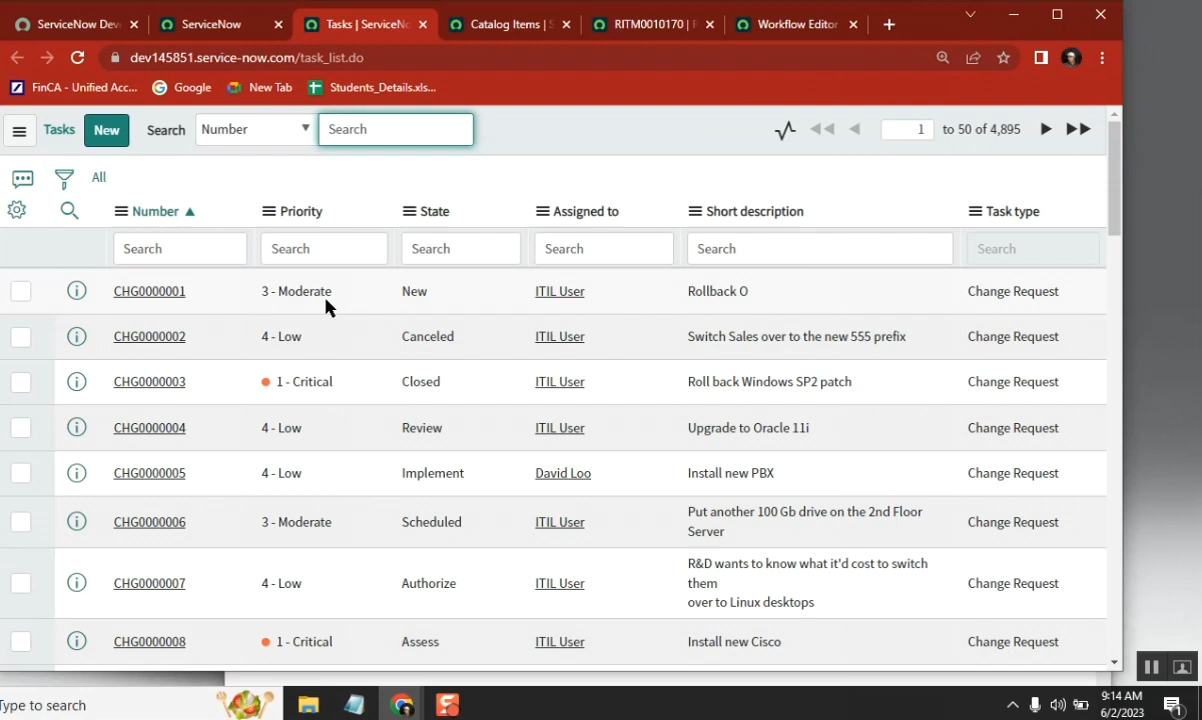 ServiceNow Dev
ServiceNow
Tasks | ServiceNo
Catalog Items | S
RITM0010170 | R
Workflow Editor
dev145851.service-now.com/task_list.do
FinCA - Unified Acc...
Google
New Tab
Students_Details.xls...
Tasks
New
Search
Number
Search
1
to 50 of 4,895
All
Number
Priority
State
Assigned to
Short description
Task type
Search
Search
Search
Search
Search
Search
CHG0000001 3 - Moderate New ITIL User Rollback O Change Request
CHG0000002 4 - Low Canceled ITIL User Switch Sales over to the new 555 prefix Change Request
CHG0000003 1 - Critical Closed ITIL User Roll back Windows SP2 patch Change Request
CHG0000004 4 - Low Review ITIL User Upgrade to Oracle 11i Change Request
CHG0000005 4 - Low Implement David Loo Install new PBX Change Request
CHG0000006 3 - Moderate Scheduled ITIL User Put another 100 Gb drive on the 2nd Floor Change Request
Server
CHG0000007 4 - Low Authorize ITIL User R&D wants to know what it'd cost to switch Change Request
them
over to Linux desktops
CHG0000008 1 - Critical Assess ITIL User Install new Cisco Change Request
Type to search
9:14 AM
6/2/2023
1